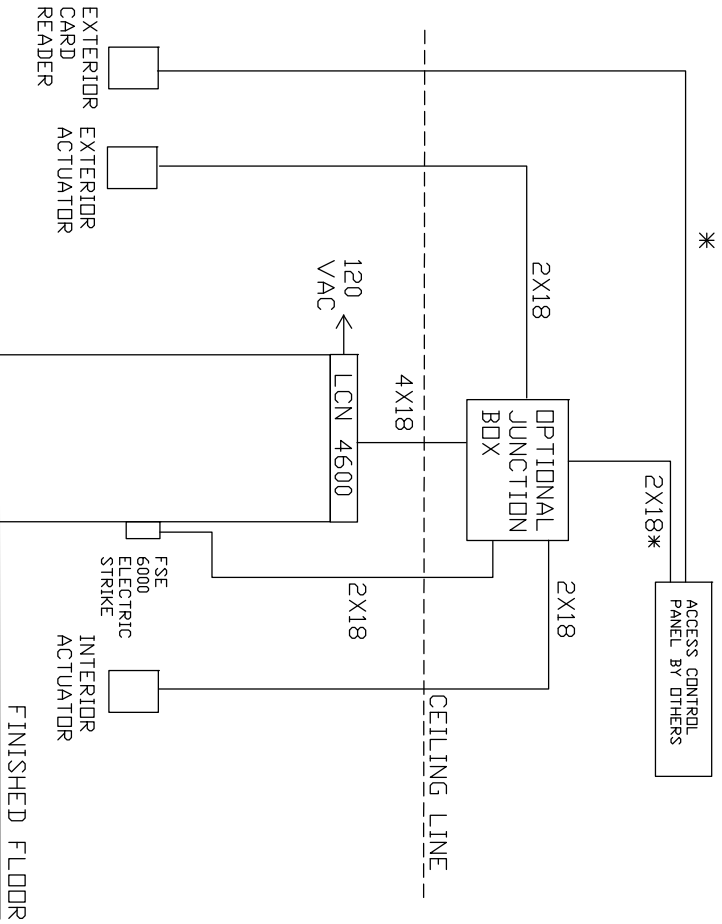 *
ACCESS CONTROL
PANEL BY OTHERS
2X18*
2X18
OPTIONAL
JUNCTION
BOX
2X18
4X18
2X18
CEILING LINE
120
VAC
LCN 4600
FSE
6000
ELECTRIC
STRIKE
EXTERIOR
CARD
READER
EXTERIOR
ACTUATOR
INTERIOR
ACTUATOR
FINISHED FLOOR